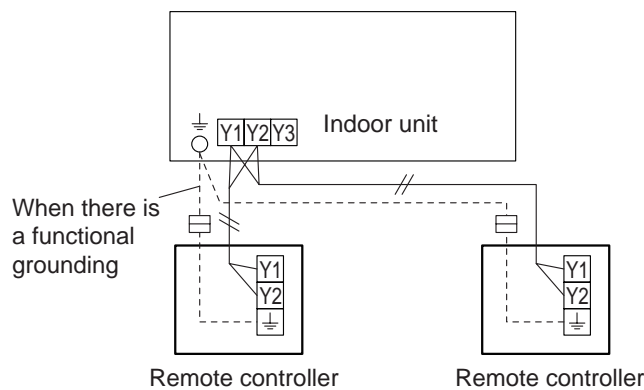 Y1 Y2 Y3
Indoor unit
When there is
a functional
grounding
Y1
Y2
Y1
Y2
Remote controller
Remote controller